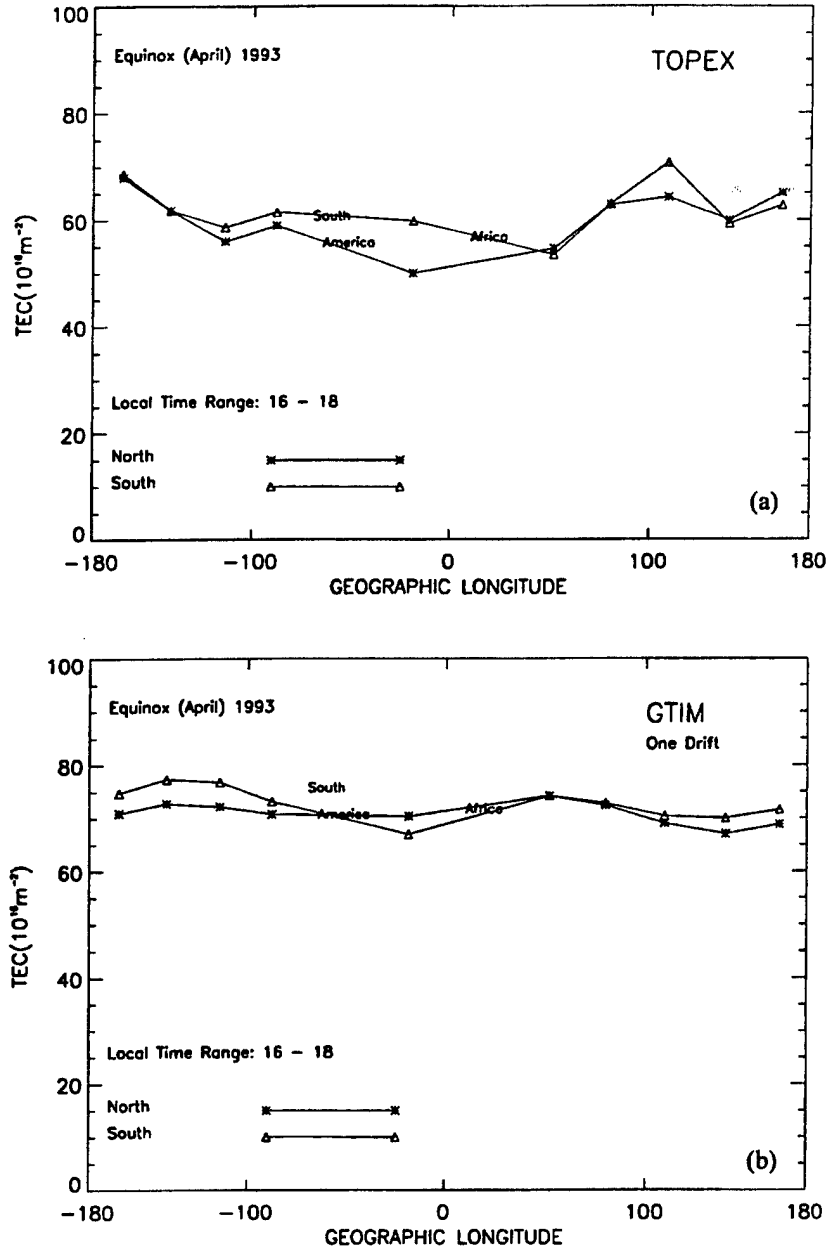 100
Equinox (April) 1993
TOPEX
80
South
America
Africa
60
TEC(10¹⁶m⁻²)
40
Local Time Range: 16 – 18
20
North
South
(a)
0
−180 −100 0 100 180
GEOGRAPHIC LONGITUDE
100
Equinox (April) 1993
GTIM
One Drift
80
South
America
Africa
60
TEC(10¹⁶m⁻²)
40
Local Time Range: 16 – 18
20
North
South
(b)
0
−180 −100 0 100 180
GEOGRAPHIC LONGITUDE